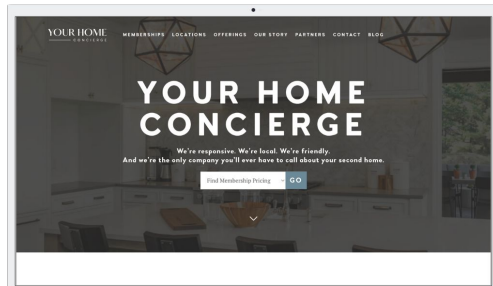 YOUR HOME
CONCIERGE
MEMBERSHIPS LOCATIONS OFFERINGS OUR STORY PARTNERS CONTACT BLOG
YOUR HOME
CONCIERGE
We're responsive. We're local. We're friendly.
And we're the only company you'll ever have to call about your second home.
Find Membership Pricing GO